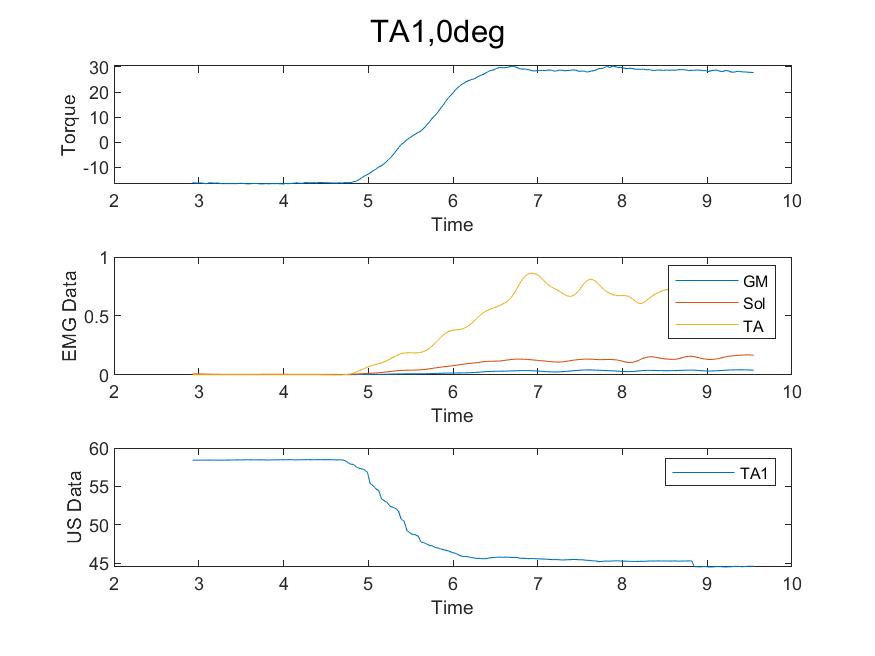 TA1,0deg
30
20
10
0
-10
Torque
2 3 4 5 6 7 8 9 10
Time
1
0.5
0
EMG Data
GM
Sol
TA
2 3 4 5 6 7 8 9 10
Time
60
55
50
45
US Data
TA1
2 3 4 5 6 7 8 9 10
Time